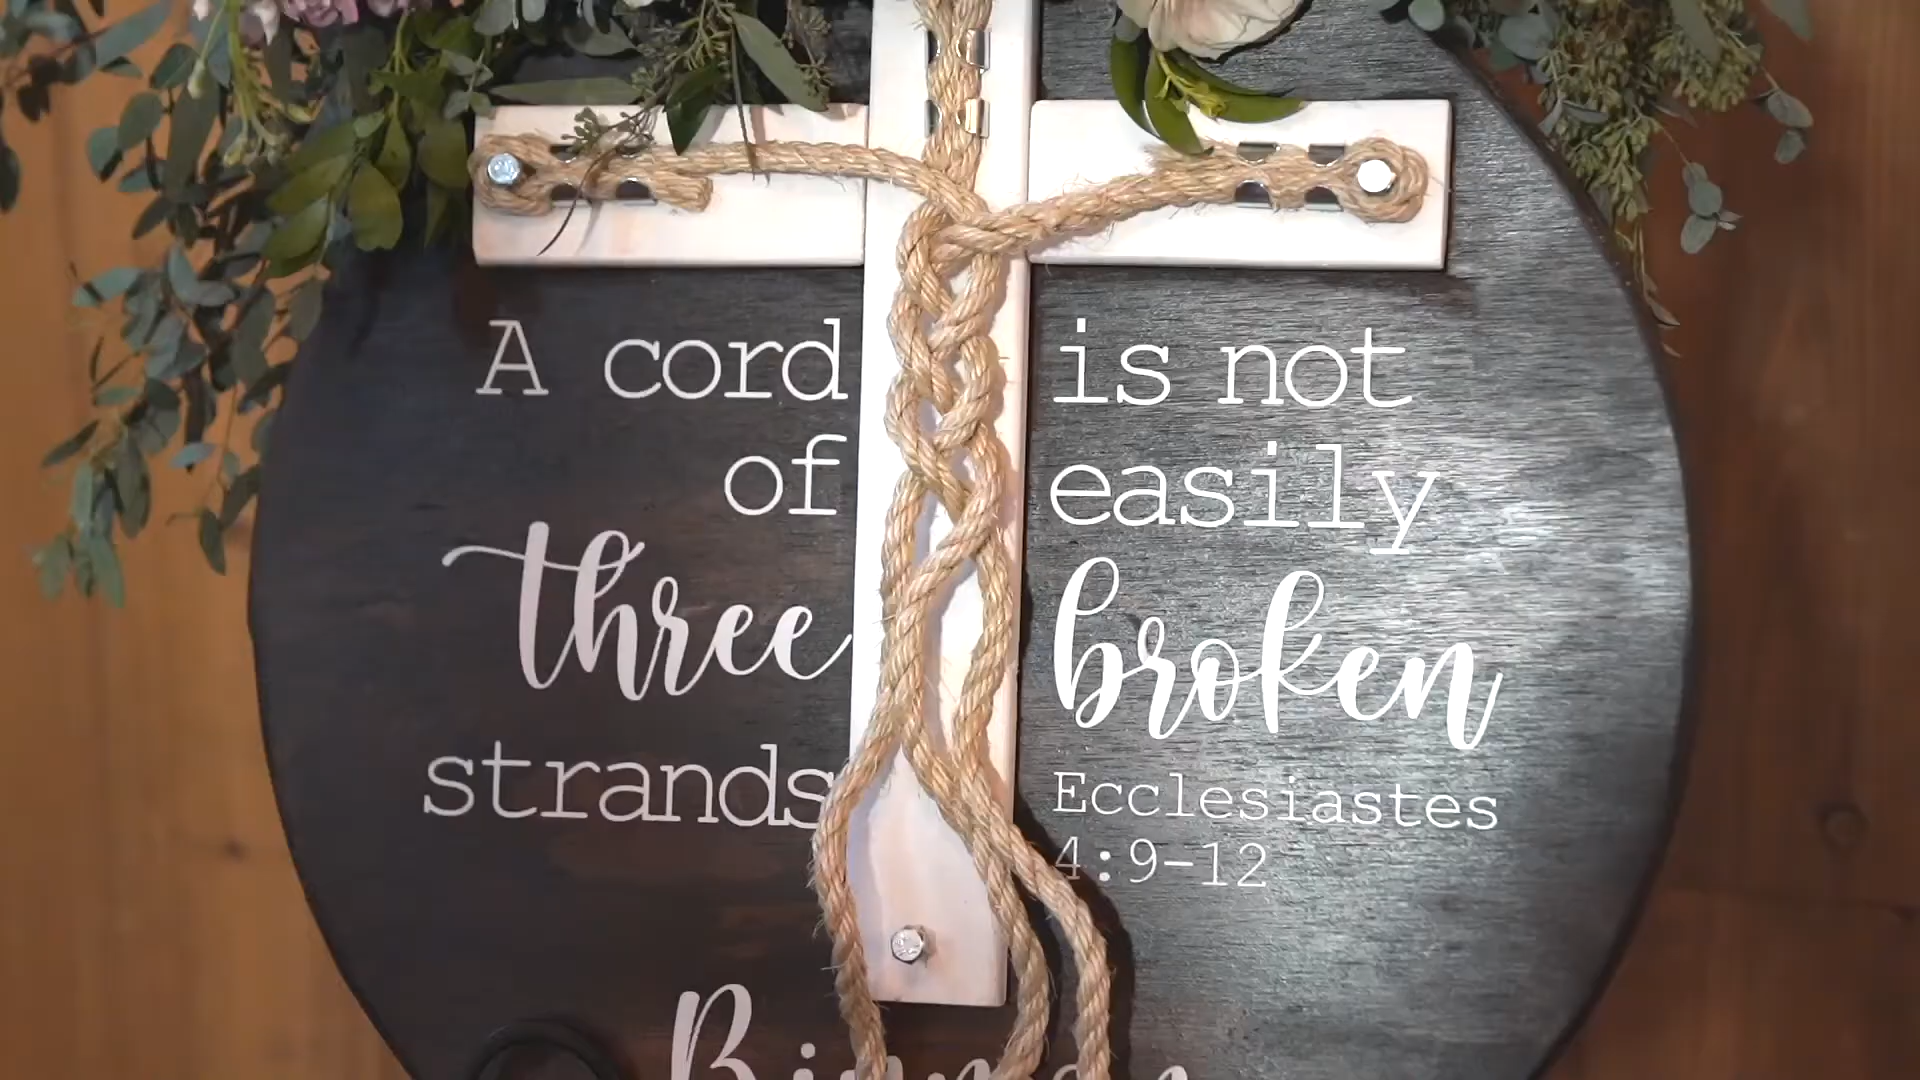 A cord
of
three
strands
is not
easily
broken
Ecclesiastes
4:9-12